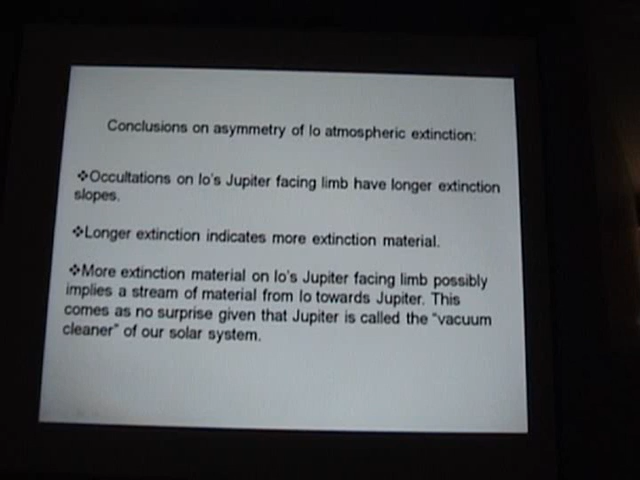 Conclusions on asymmetry of Io atmospheric extinction:
❖Occultations on Io's Jupiter facing limb have longer extinction
slopes.
❖Longer extinction indicates more extinction material.
❖More extinction material on Io's Jupiter facing limb possibly
implies a stream of material from Io towards Jupiter. This
comes as no surprise given that Jupiter is called the "vacuum
cleaner" of our solar system.